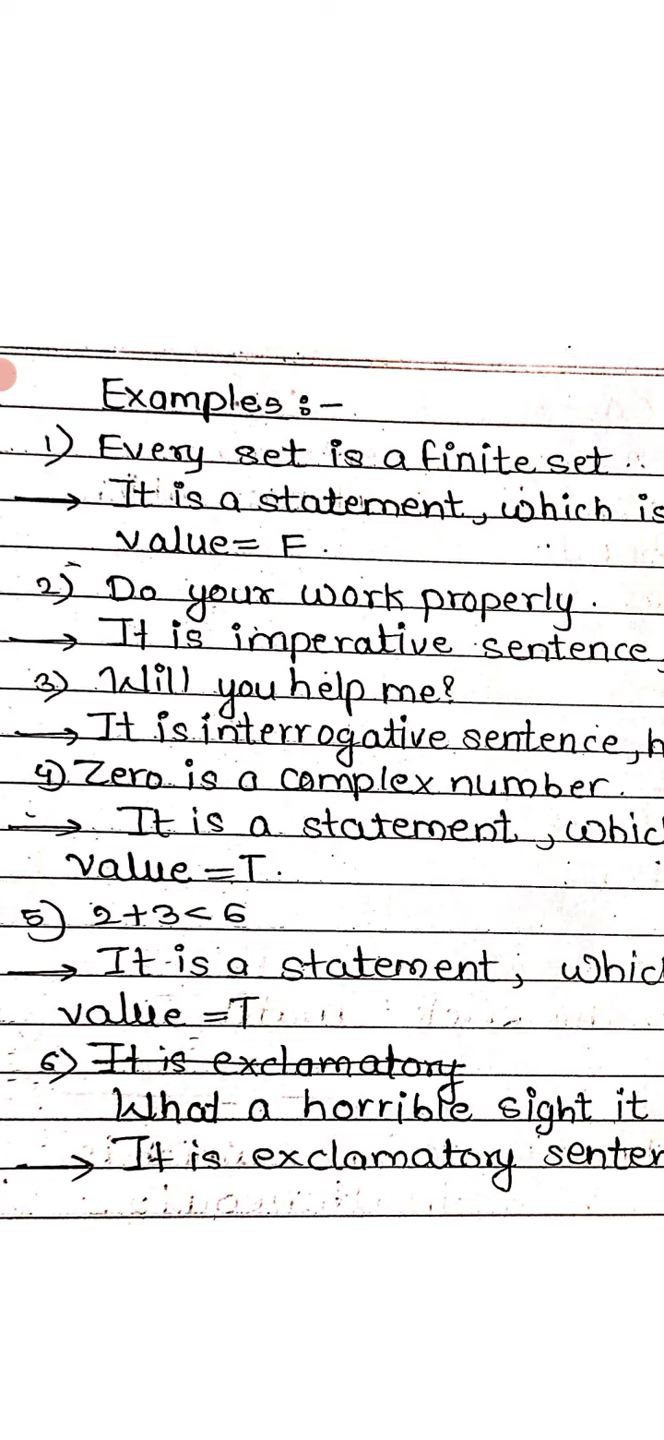 Examples :-
1) Every set is a finite set.
→ It is a statement, which is
value = F.
2) Do your work properly.
→ It is imperative sentence,
3) Will you help me?
→ It is interrogative sentence, h
4) Zero is a complex number.
→ It is a statement, whic
value = T.
5) 2+3<6
→ It is a statement, whic
value = T
6) It is exclamatory
What a horrible sight it
→ It is exclamatory senten